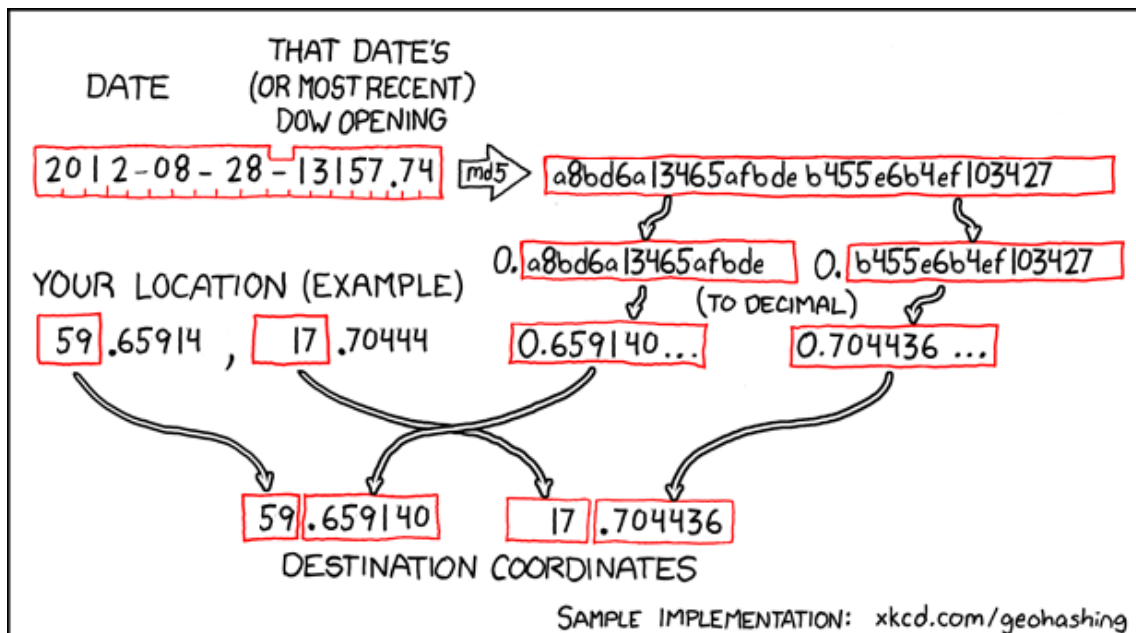 DATE
THAT DATE'S
(OR MOST RECENT)
DOW OPENING
2012-08-28-13157.74
md5
a8bd6a13465afbdeb455e6b4ef103427
0.a8bd6a13465afbde
0.b455e6b4ef103427
YOUR LOCATION (EXAMPLE)
(TO DECIMAL)
59.65914, 17.70444
0.659140...
0.704436 ...
59.659140
17.704436
DESTINATION COORDINATES
SAMPLE IMPLEMENTATION: xkcd.com/geohashing